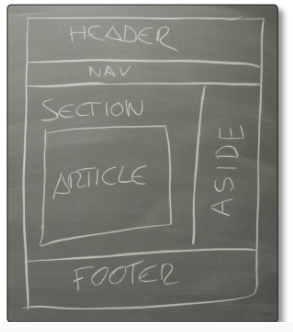 HEADER
NAV
SECTION
ARTICLE
ASIDE
FOOTER